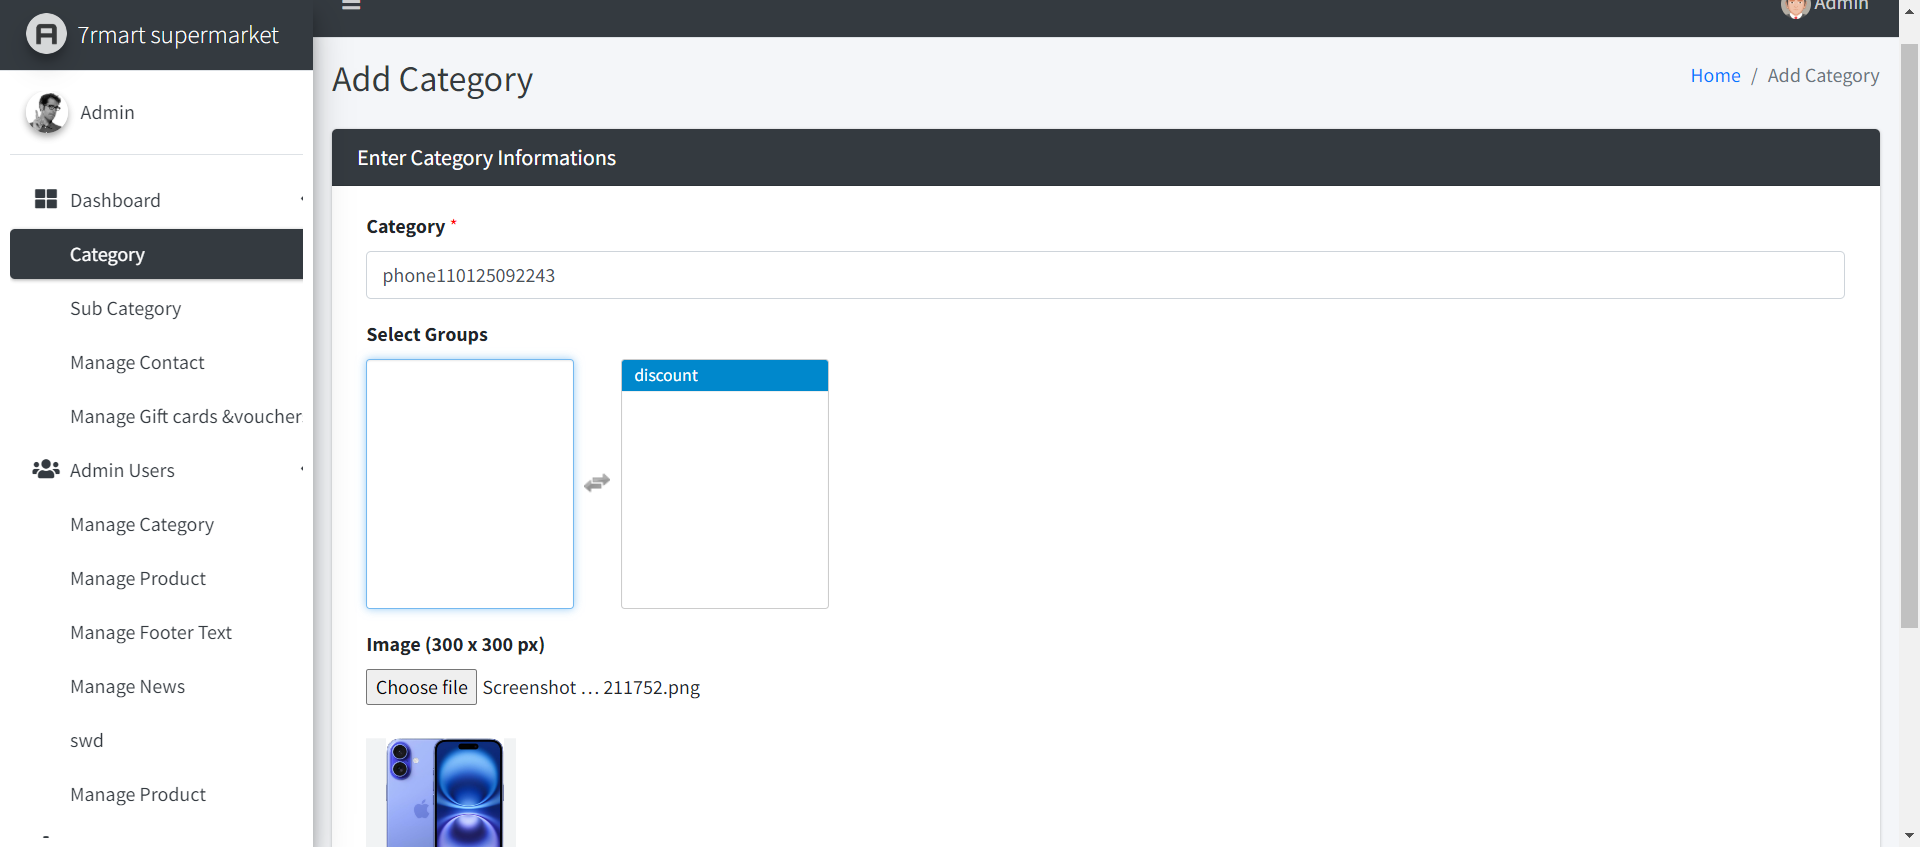 7rmart supermarket
Admin
Admin
Dashboard
Category
Sub Category
Manage Contact
Manage Gift cards &voucher
Admin Users
Manage Category
Manage Product
Manage Footer Text
Manage News
swd
Manage Product
Add Category
Home / Add Category
Enter Category Informations
Category *
phone110125092243
Select Groups
discount
Image (300 x 300 px)
Choose file Screenshot … 211752.png